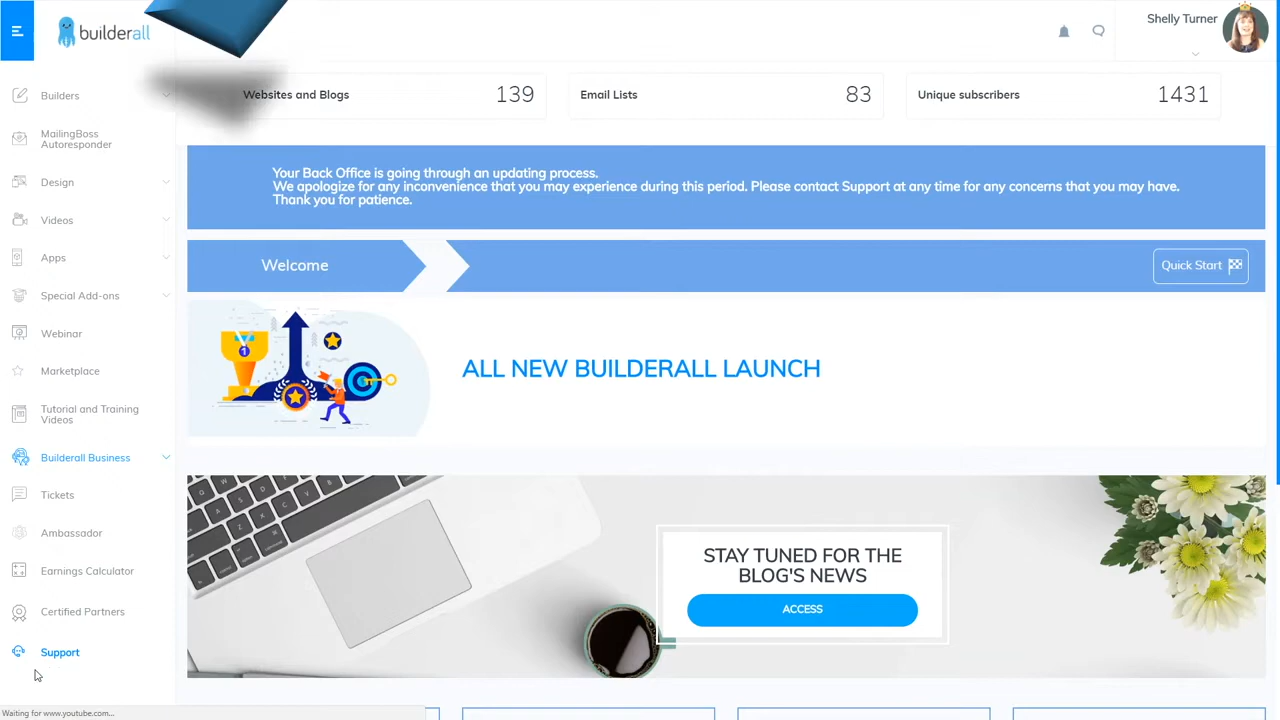 builderall
Shelly Turner
Builders
MailingBoss
Autoresponder
Design
Videos
Apps
Special Add-ons
Webinar
Marketplace
Tutorial and Training
Videos
Builderall Business
Tickets
Ambassador
Earnings Calculator
Certified Partners
Support
Websites and Blogs 139
Email Lists 83
Unique subscribers 1431
Your Back Office is going through an updating process.
We apologize for any inconvenience that you may experience during this period. Please contact Support at any time for any concerns that you may have.
Thank you for patience.
Welcome
Quick Start
1
ALL NEW BUILDERALL LAUNCH
STAY TUNED FOR THE
BLOG'S NEWS
ACCESS
Waiting for www.youtube.com...